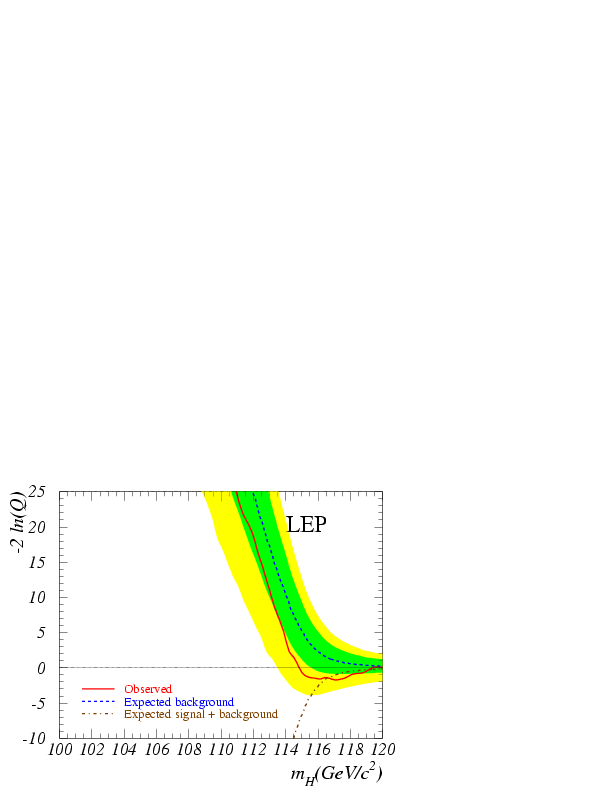 -2 ln(Q)
25
20
15
10
5
0
-5
-10
LEP
Observed
Expected background
Expected signal + background
100 102 104 106 108 110 112 114 116 118 120
m_H(GeV/c²)